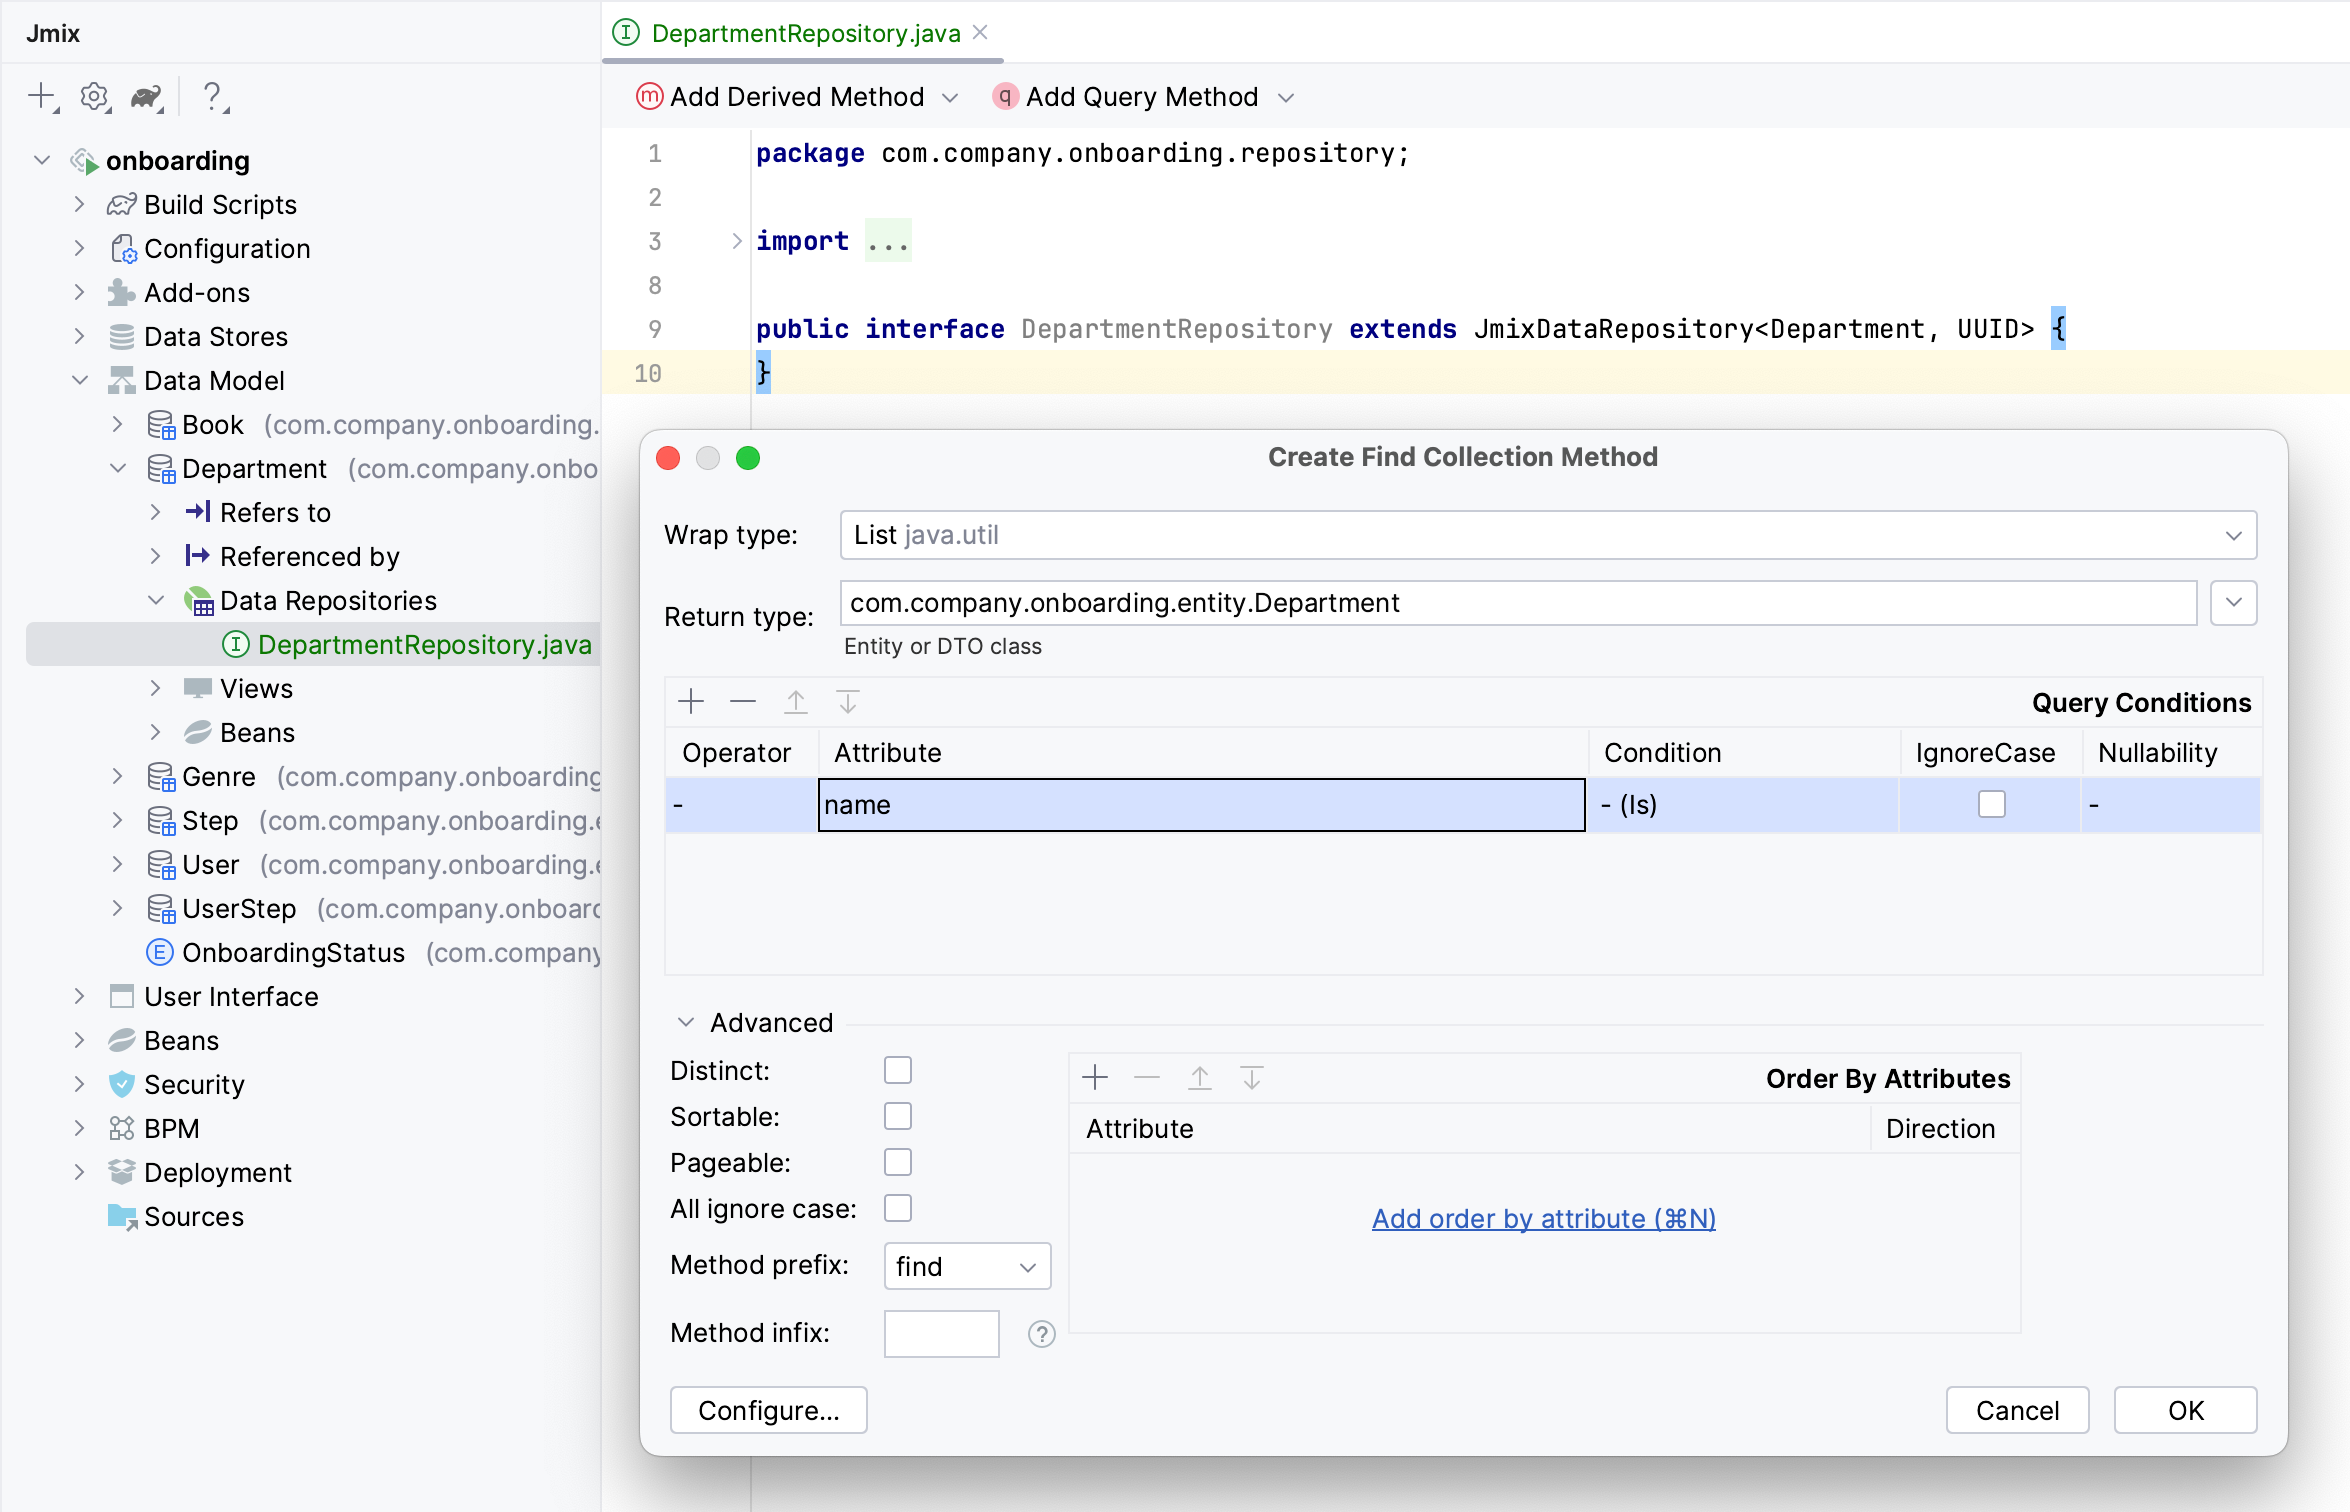 Jmix
DepartmentRepository.java
Add Derived Method
Add Query Method
onboarding
Build Scripts
Configuration
Add-ons
Data Stores
Data Model
Book (com.company.onboarding.
Department (com.company.onbo
Refers to
Referenced by
Data Repositories
DepartmentRepository.java
Views
Beans
Genre (com.company.onboarding
Step (com.company.onboarding.e
User (com.company.onboarding.e
UserStep (com.company.onboarc
OnboardingStatus (com.company
User Interface
Beans
Security
BPM
Deployment
Sources
1 package com.company.onboarding.repository;
2
3 import ...
8
9 public interface DepartmentRepository extends JmixDataRepository<Department, UUID> {
10 }
Create Find Collection Method
Wrap type: List java.util
Return type: com.company.onboarding.entity.Department
Entity or DTO class
Query Conditions
Operator Attribute Condition IgnoreCase Nullability
- name - (Is) -
Advanced
Distinct:
Sortable:
Pageable:
All ignore case:
Method prefix: find
Method infix:
Order By Attributes
Attribute Direction
Add order by attribute (⌘N)
Configure...
Cancel
OK